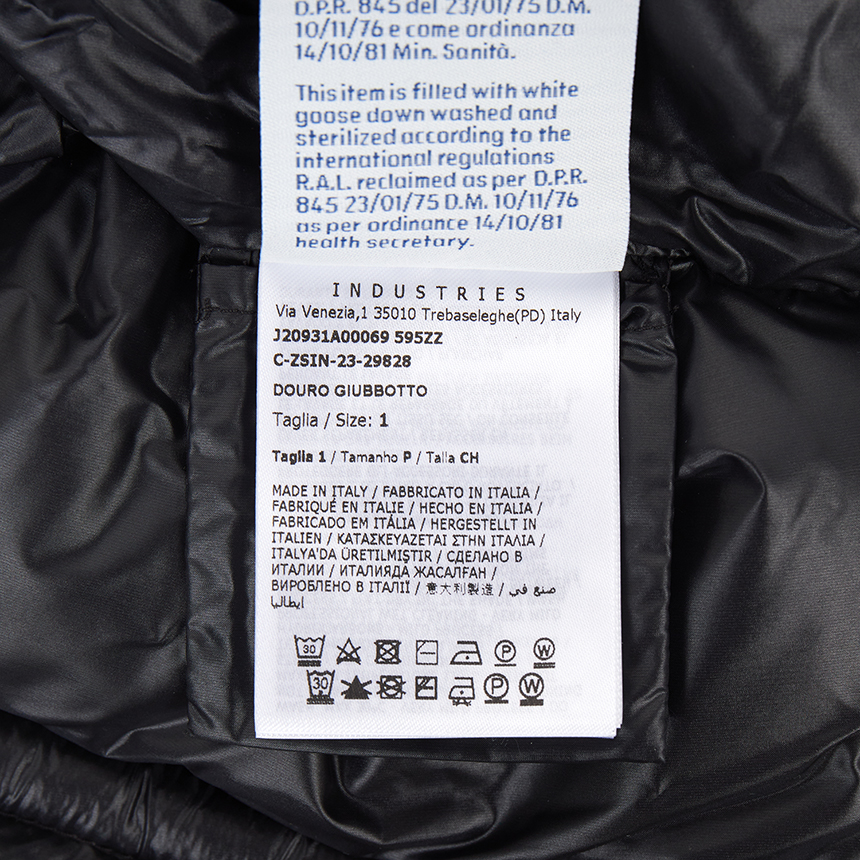 D.P.R. 845 del 23/01/75 D.M.
10/11/76 e come ordinanza
14/10/81 Min. Sanità.
This item is filled with white
goose down washed and
sterilized according to the
international regulations
R.A.L. reclaimed as per D.P.R.
845 23/01/75 D.M. 10/11/76
as per ordinance 14/10/81
health secretary.
INDUSTRIES
Via Venezia,1 35010 Trebaseleghe(PD) Italy
J20931A00069 595ZZ
C-ZSIN-23-29828
DOURO GIUBBOTTO
Taglia / Size: 1
Taglia 1 / Tamanho P / Talla CH
MADE IN ITALY / FABBRICATO IN ITALIA /
FABRIQUÉ EN ITALIE / HECHO EN ITALIA /
FABRICADO EM ITÁLIA / HERGESTELLT IN
ITALIEN / ΚΑΤΑΣΚΕΥΑΖΕΤΑΙ ΣΤΗΝ ΙΤΑΛΙΑ /
ITALYA'DA ÜRETILMIŞTIR / СДЕЛАНО В
ИТАЛИИ / ИТАЛИЯДА ЖАСАЛҒАН /
ВИРОБЛЕНО В ІТАЛІЇ / 意大利製造 / صنع في
ايطاليا
30 P W
30 P W